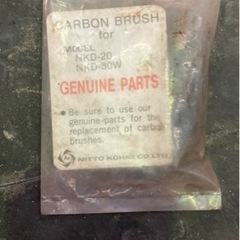 CARBON BRUSH
for
MODEL
NKD-20
NKD-30W
GENUINE PARTS
● Be sure to use our
genuine-parts for the
replacement of carbon
brushes.
NITTO KOHKI CO., LTD.